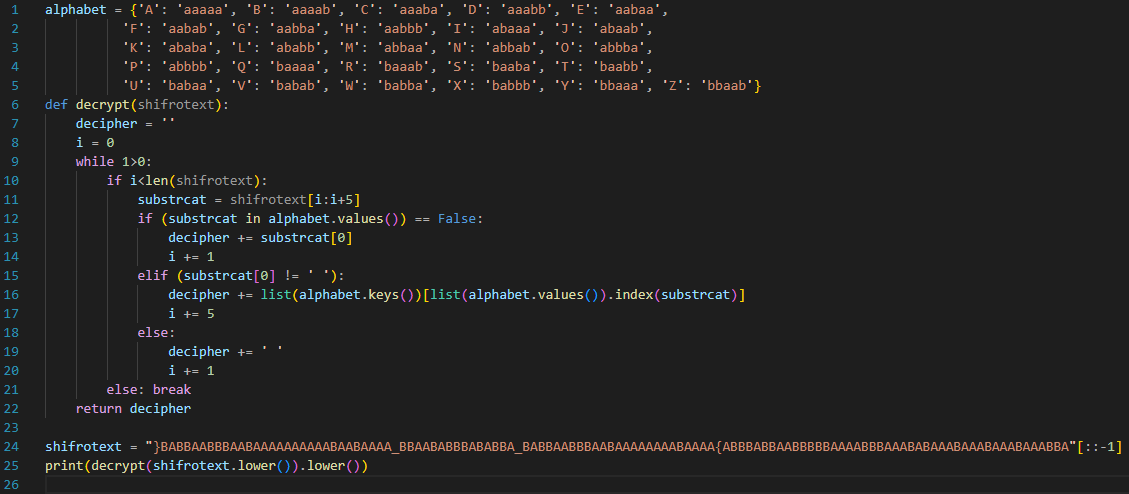 1 alphabet = {'A': 'aaaaa', 'B': 'aaaab', 'C': 'aaaba', 'D': 'aaabb', 'E': 'aabaa',
2 'F': 'aabab', 'G': 'aabba', 'H': 'aabbb', 'I': 'abaaa', 'J': 'abaab',
3 'K': 'ababa', 'L': 'ababb', 'M': 'abbaa', 'N': 'abbab', 'O': 'abbba',
4 'P': 'abbbb', 'Q': 'baaaa', 'R': 'baaab', 'S': 'baaba', 'T': 'baabb',
5 'U': 'babaa', 'V': 'babab', 'W': 'babba', 'X': 'babbb', 'Y': 'bbaaa', 'Z': 'bbaab'}
6 def decrypt(shifrotext):
7 decipher = ''
8 i = 0
9 while 1>0:
10 if i<len(shifrotext):
11 substrcat = shifrotext[i:i+5]
12 if (substrcat in alphabet.values()) == False:
13 decipher += substrcat[0]
14 i += 1
15 elif (substrcat[0] != ' '):
16 decipher += list(alphabet.keys())[list(alphabet.values()).index(substrcat)]
17 i += 5
18 else:
19 decipher += ' '
20 i += 1
21 else: break
22 return decipher
23
24 shifrotext = "}BABBAABBBAABAAAAAAAAAABAABAAAA_BBAABABBBABABBA_BABBAABBBAABAAAAAAAABAAAA{ABBBABBAABBBBBAAAABBBAAABABAAABAAABAAABAAABAAABBA"[::-1]
25 print(decrypt(shifrotext.lower()).lower())
26